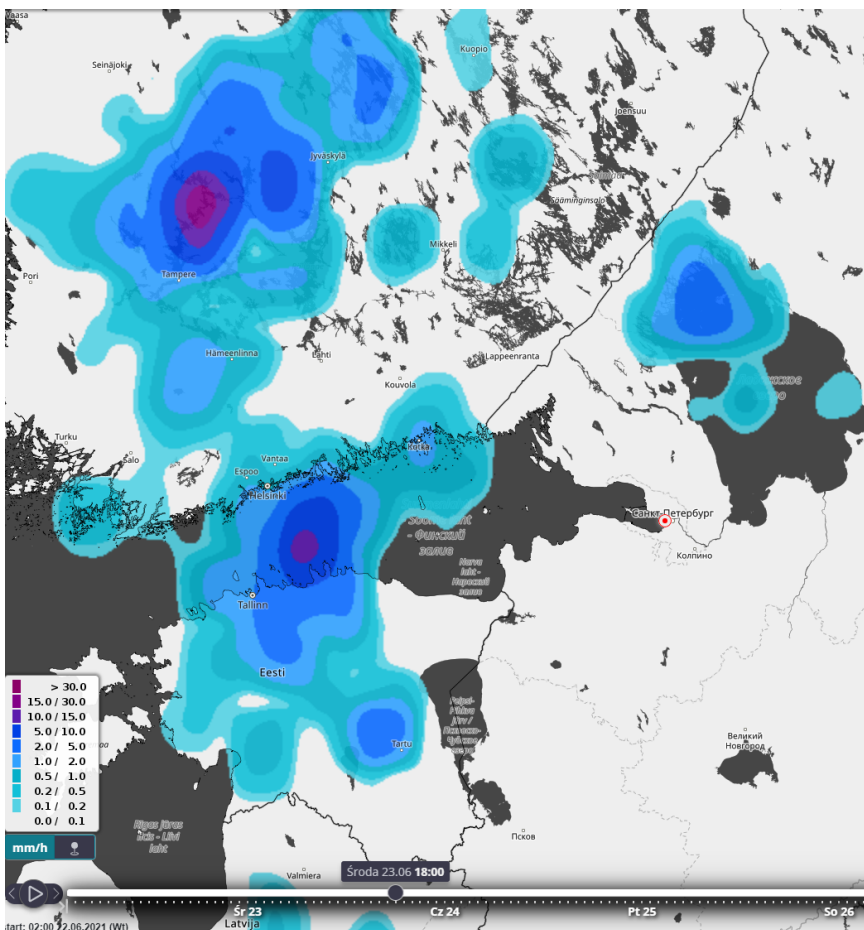 Vaasa
Kuopio
Seinäjoki
Joensuu
Jyväskylä
Sääminginsalo
Mikkeli
Pori
Tampere
Hämeenlinna
Lahti
Lappeenranta
Kouvola
Turku
Salo
Vantaa
Espoo
Helsinki
Kotka
- Финский
залив
Санкт-Петербург
Колпино
Narva
laht -
Нарвский
залив
Tallinn
Eesti
Tartu
Великий
Новгород
Псков
Rīgas jūras
līcis - Liivi
laht
Valmiera
Latvija
> 30.0
15.0 / 30.0
10.0 / 15.0
5.0 / 10.0
2.0 / 5.0
1.0 / 2.0
0.5 / 1.0
0.2 / 0.5
0.1 / 0.2
0.0 / 0.1
mm/h
Środa 23.06 18:00
Śr 23
Cz 24
Pt 25
So 26
start: 02:00 22.06.2021 (Wt)